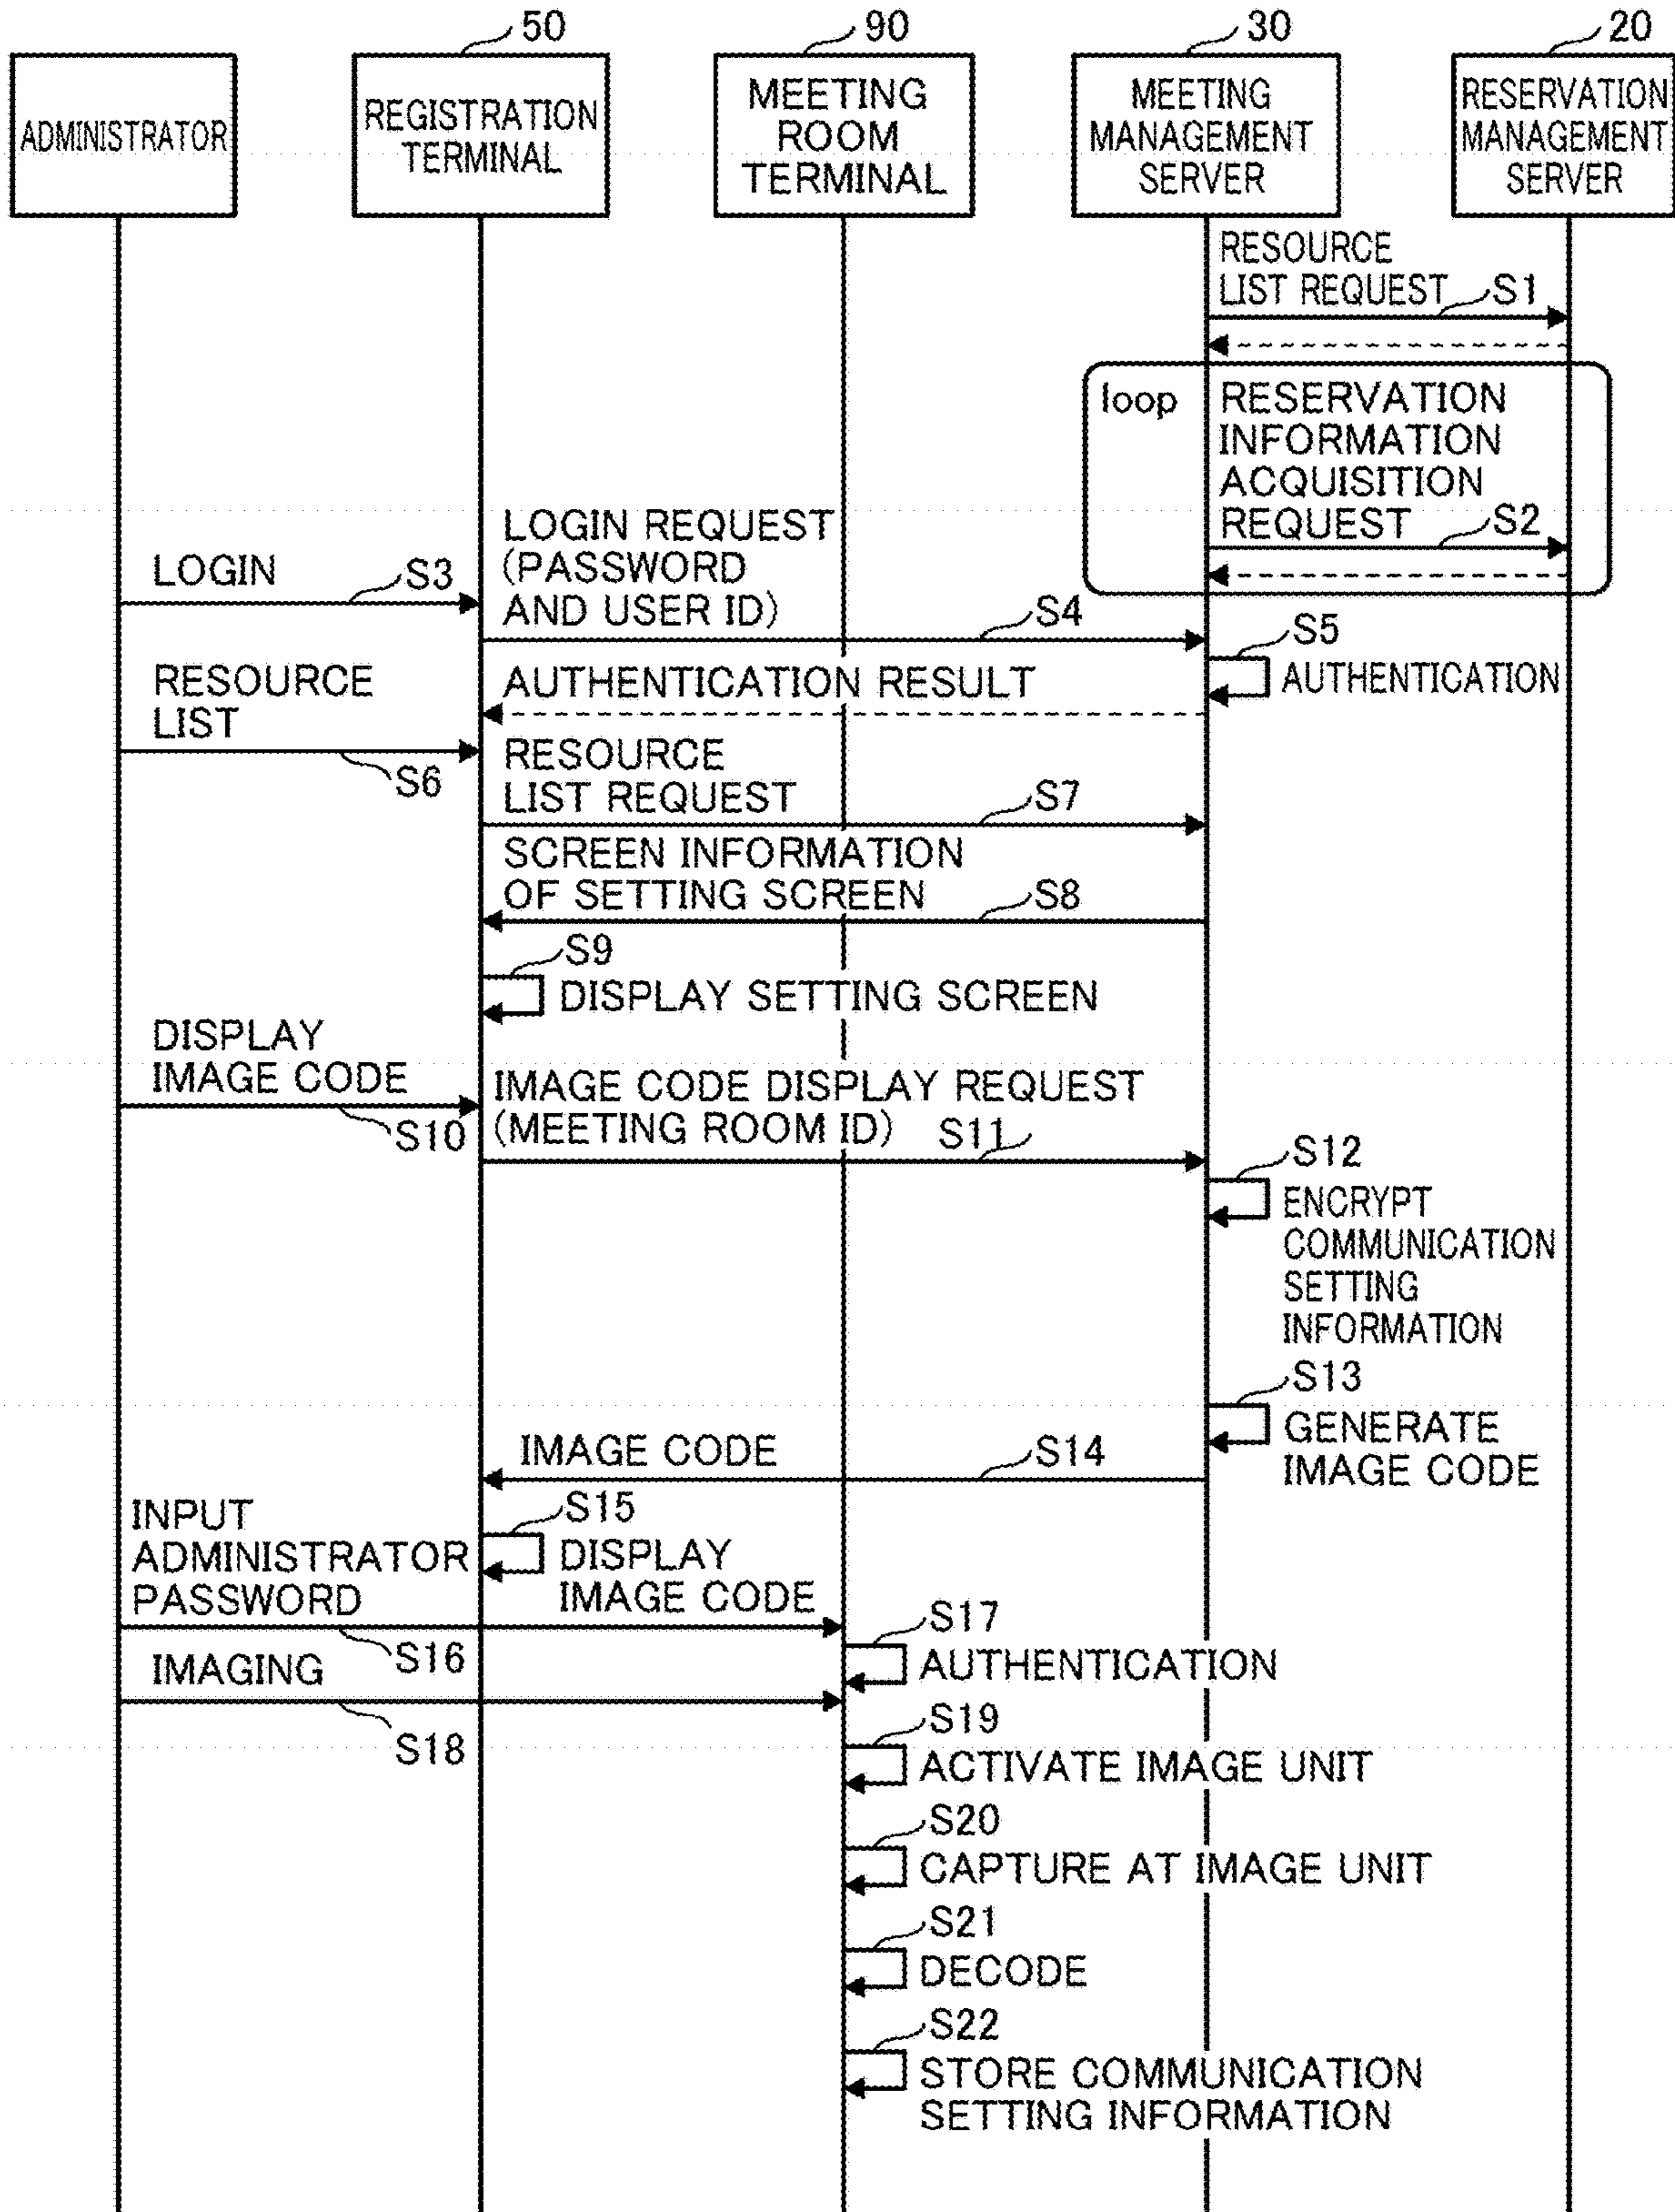 50
90
30
20
ADMINISTRATOR
REGISTRATION
TERMINAL
MEETING
ROOM
TERMINAL
MEETING
MANAGEMENT
SERVER
RESERVATION
MANAGEMENT
SERVER
RESOURCE
LIST REQUEST
S1
loop
RESERVATION
INFORMATION
ACQUISITION
REQUEST
S2
LOGIN
S3
LOGIN REQUEST
(PASSWORD
AND USER ID)
S4
S5
AUTHENTICATION
AUTHENTICATION RESULT
RESOURCE
LIST
S6
RESOURCE
LIST REQUEST
S7
SCREEN INFORMATION
OF SETTING SCREEN
S8
S9
DISPLAY SETTING SCREEN
DISPLAY
IMAGE CODE
S10
IMAGE CODE DISPLAY REQUEST
(MEETING ROOM ID)
S11
S12
ENCRYPT
COMMUNICATION
SETTING
INFORMATION
S13
GENERATE
IMAGE CODE
IMAGE CODE
S14
S15
DISPLAY
IMAGE CODE
INPUT
ADMINISTRATOR
PASSWORD
S16
S17
AUTHENTICATION
IMAGING
S18
S19
ACTIVATE IMAGE UNIT
S20
CAPTURE AT IMAGE UNIT
S21
DECODE
S22
STORE COMMUNICATION
SETTING INFORMATION